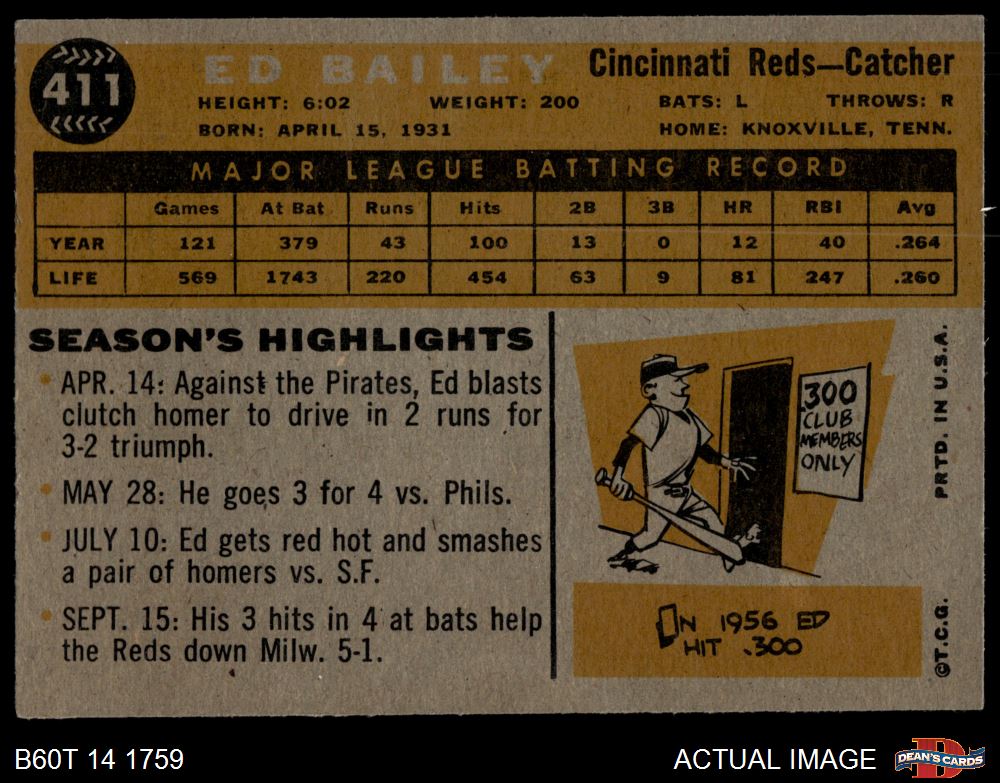 411
ED BAILEY Cincinnati Reds—Catcher
HEIGHT: 6:02 WEIGHT: 200 BATS: L THROWS: R
BORN: APRIL 15, 1931 HOME: KNOXVILLE, TENN.
MAJOR LEAGUE BATTING RECORD
Games At Bat Runs Hits 2B 3B HR RBI Avg
YEAR 121 379 43 100 13 0 12 40 .264
LIFE 569 1743 220 454 63 9 81 247 .260
SEASON'S HIGHLIGHTS
• APR. 14: Against the Pirates, Ed blasts
clutch homer to drive in 2 runs for
3-2 triumph.
• MAY 28: He goes 3 for 4 vs. Phils.
• JULY 10: Ed gets red hot and smashes
a pair of homers vs. S.F.
• SEPT. 15: His 3 hits in 4 at bats help
the Reds down Milw. 5-1.
.300
CLUB
MEMBERS
ONLY
IN 1956 ED
HIT .300
PRTD. IN U.S.A.
©T.C.G.
B60T 14 1759
ACTUAL IMAGE
D
DEAN'S CARDS